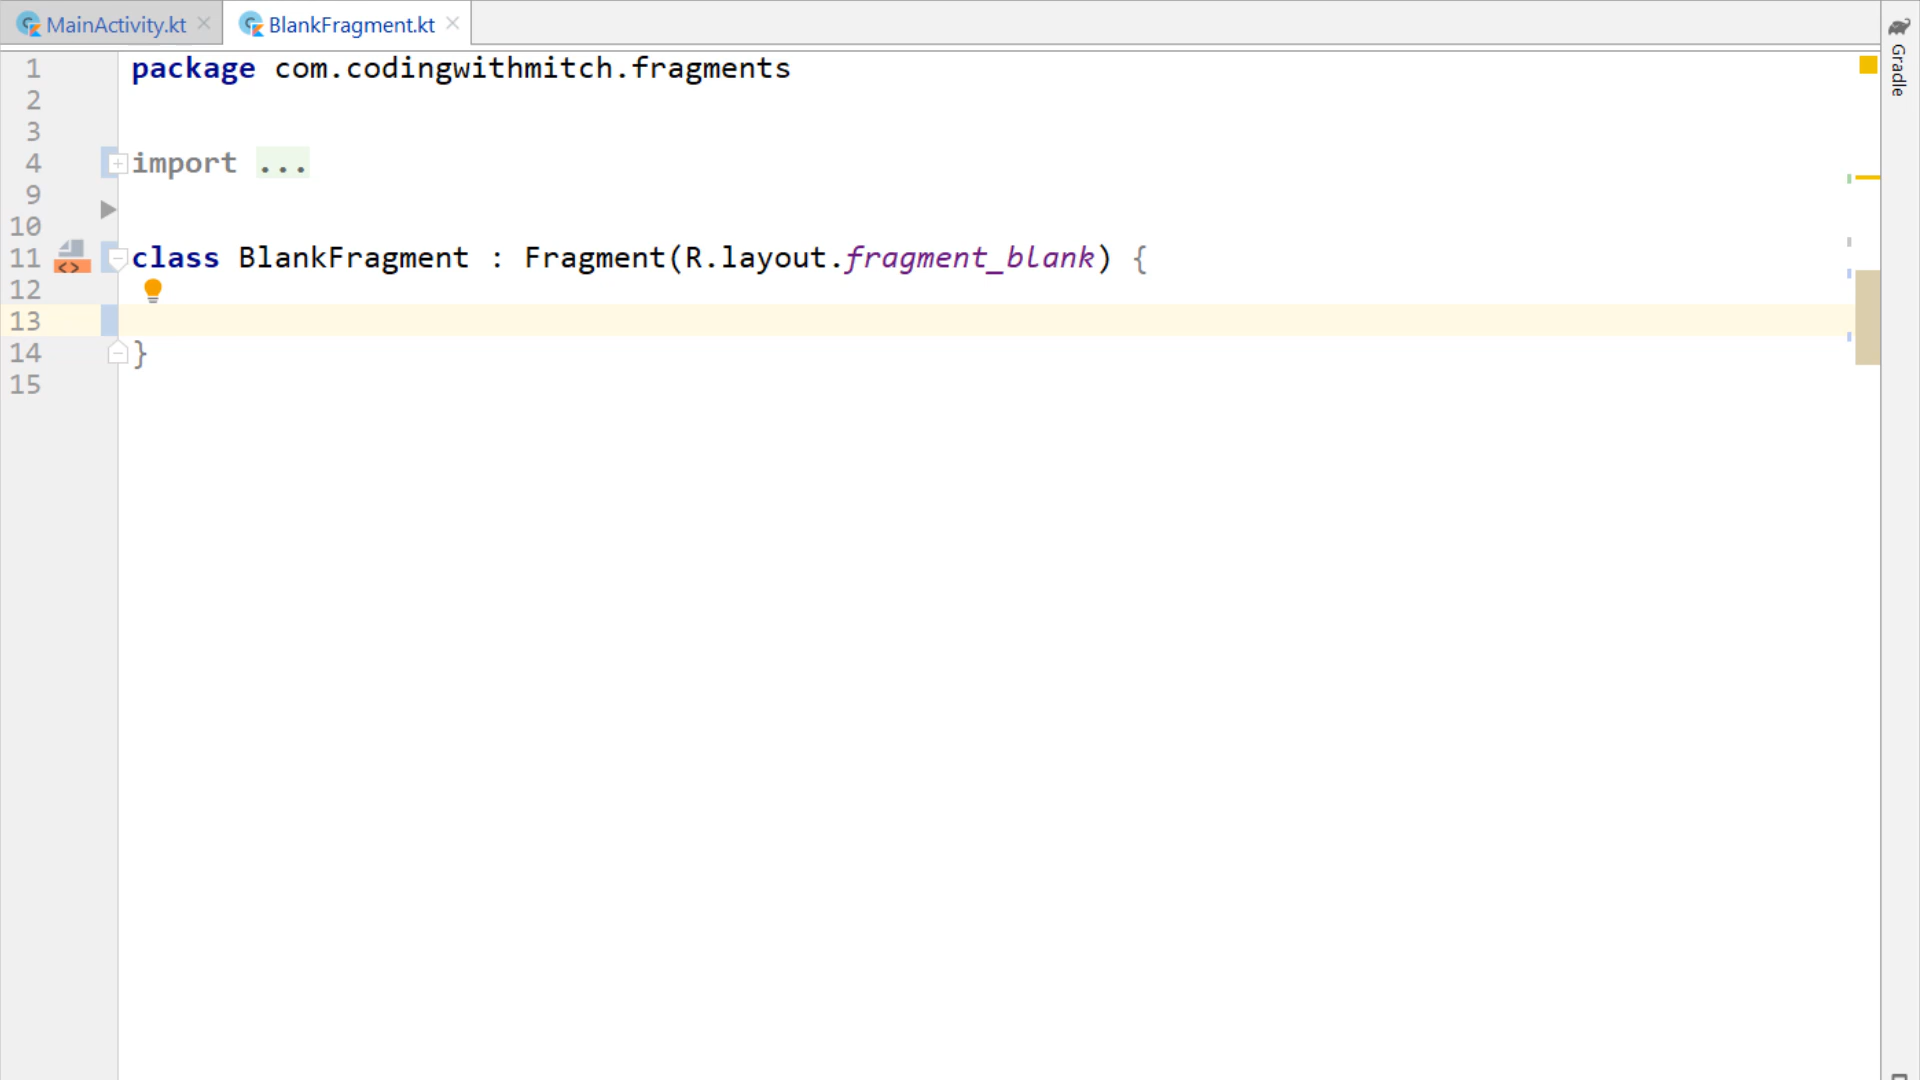 MainActivity.kt BlankFragment.kt
1 package com.codingwithmitch.fragments
2
3
4 import ...
9
10
11 class BlankFragment : Fragment(R.layout.fragment_blank) {
12
13
14 }
15
Gradle